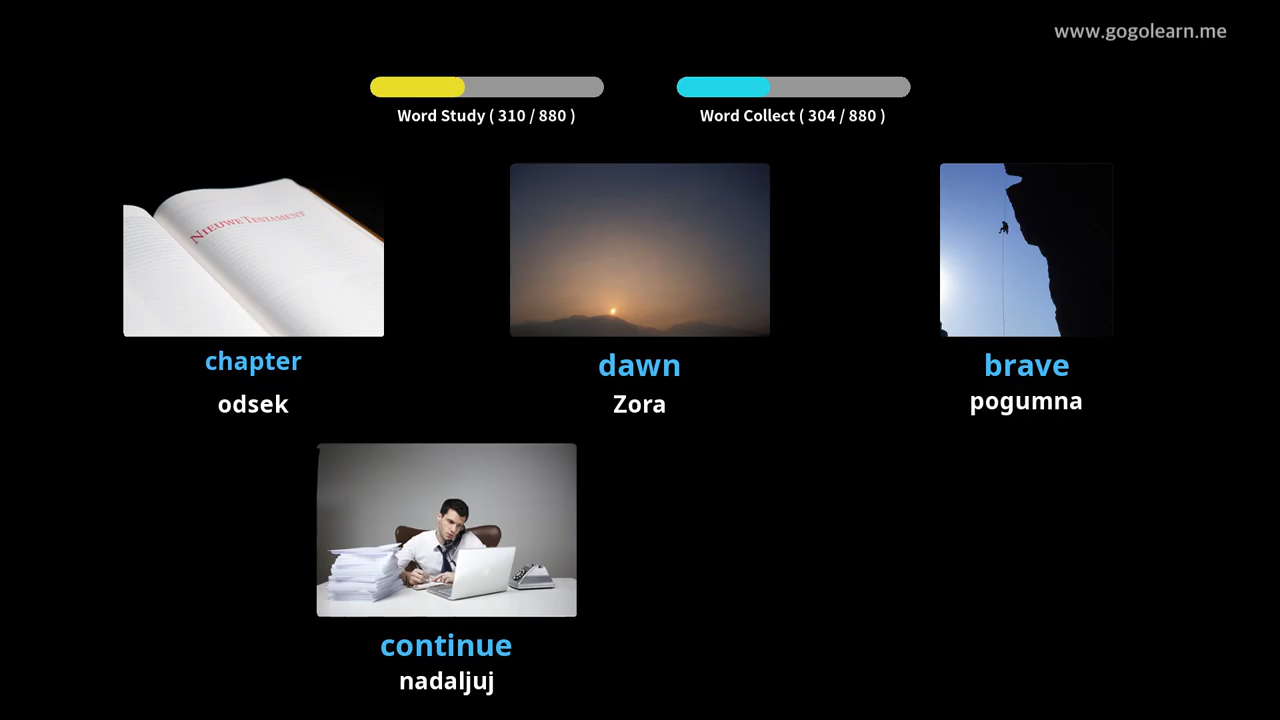 www.gogolearn.me
Word Study ( 310 / 880 )
Word Collect ( 304 / 880 )
NIEUWE TESTAMENT
chapter
odsek
dawn
Zora
brave
pogumna
continue
nadaljuj